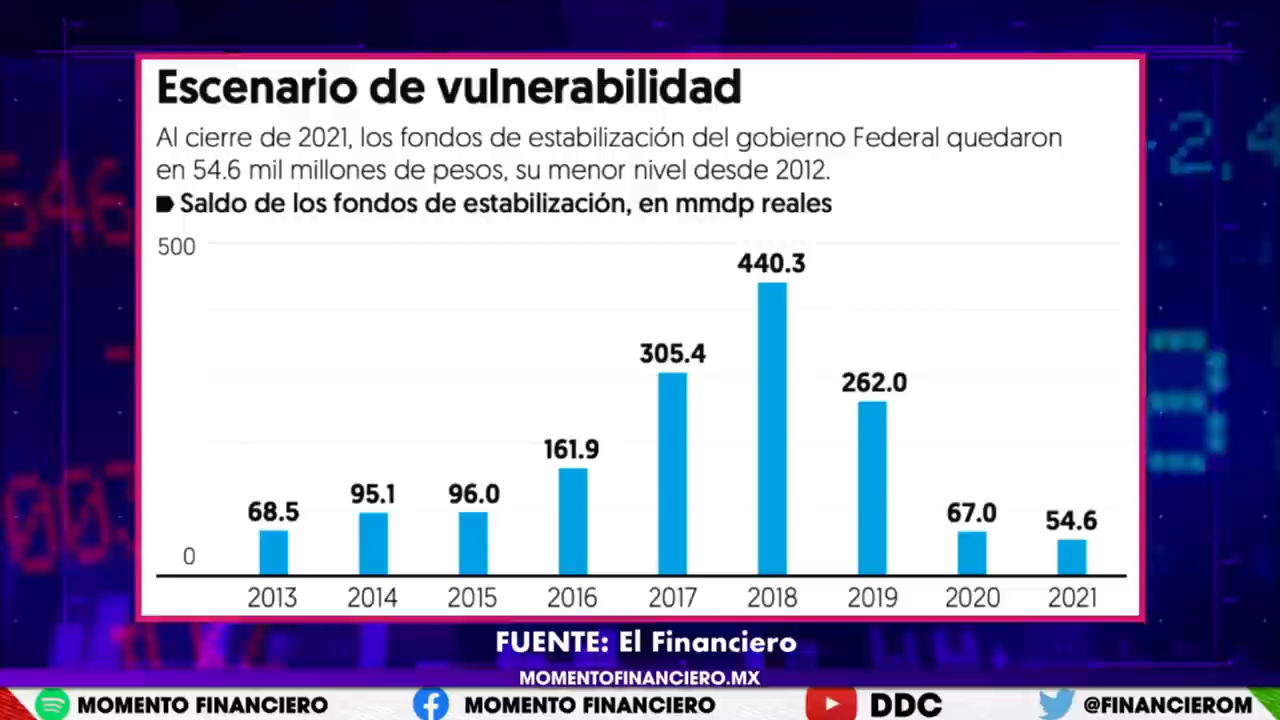 Escenario de vulnerabilidad
Al cierre de 2021, los fondos de estabilización del gobierno Federal quedaron
en 54.6 mil millones de pesos, su menor nivel desde 2012.
Saldo de los fondos de estabilización, en mmdp reales
500
440.3
305.4
262.0
161.9
95.1
96.0
68.5
67.0
54.6
0
2013 2014 2015 2016 2017 2018 2019 2020 2021
FUENTE: El Financiero
MOMENTOFINANCIERO.MX
MOMENTO FINANCIERO MOMENTO FINANCIERO DDC @FINANCIEROM